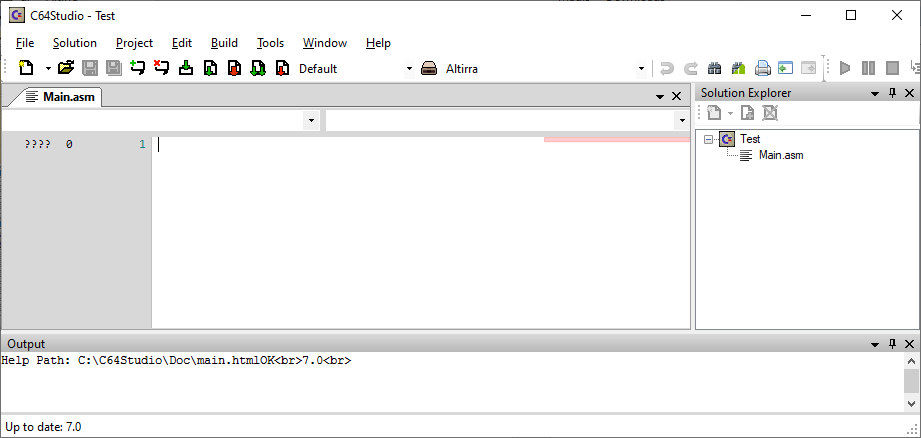 C64Studio - Test
File Solution Project Edit Build Tools Window Help
Default Altirra
Main.asm
Solution Explorer
???? 0 1
Test
Main.asm
Output
Help Path: C:\C64Studio\Doc\main.htmlOK<br>7.0<br>
Up to date: 7.0